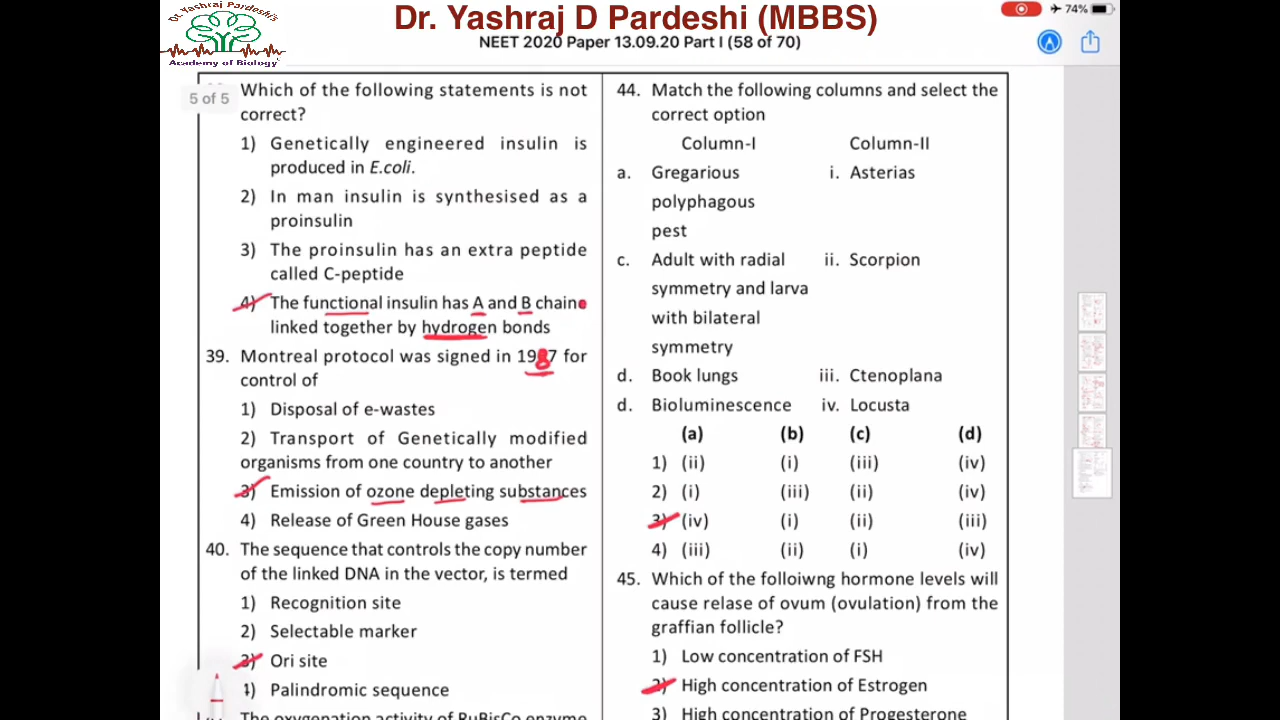 Dr. Yashraj Pardeshi's
Academy of Biology
Dr. Yashraj D Pardeshi (MBBS)
NEET 2020 Paper 13.09.20 Part I (58 of 70)
74%
5 of 5
Which of the following statements is not
correct?
1) Genetically engineered insulin is
produced in E.coli.
2) In man insulin is synthesised as a
proinsulin
3) The proinsulin has an extra peptide
called C-peptide
4) The functional insulin has A and B chain
linked together by hydrogen bonds
39. Montreal protocol was signed in 1987 for
control of
1) Disposal of e-wastes
2) Transport of Genetically modified
organisms from one country to another
3) Emission of ozone depleting substances
4) Release of Green House gases
40. The sequence that controls the copy number
of the linked DNA in the vector, is termed
1) Recognition site
2) Selectable marker
3) Ori site
4) Palindromic sequence
The oxygenation activity of RuBisCo enzyme
44. Match the following columns and select the
correct option
Column-I Column-II
a. Gregarious i. Asterias
polyphagous
pest
c. Adult with radial ii. Scorpion
symmetry and larva
with bilateral
symmetry
d. Book lungs iii. Ctenoplana
d. Bioluminescence iv. Locusta
(a) (b) (c) (d)
1) (ii) (i) (iii) (iv)
2) (i) (iii) (ii) (iv)
3) (iv) (i) (ii) (iii)
4) (iii) (ii) (i) (iv)
45. Which of the folloiwng hormone levels will
cause relase of ovum (ovulation) from the
graffian follicle?
1) Low concentration of FSH
2) High concentration of Estrogen
3) High concentration of Progesterone